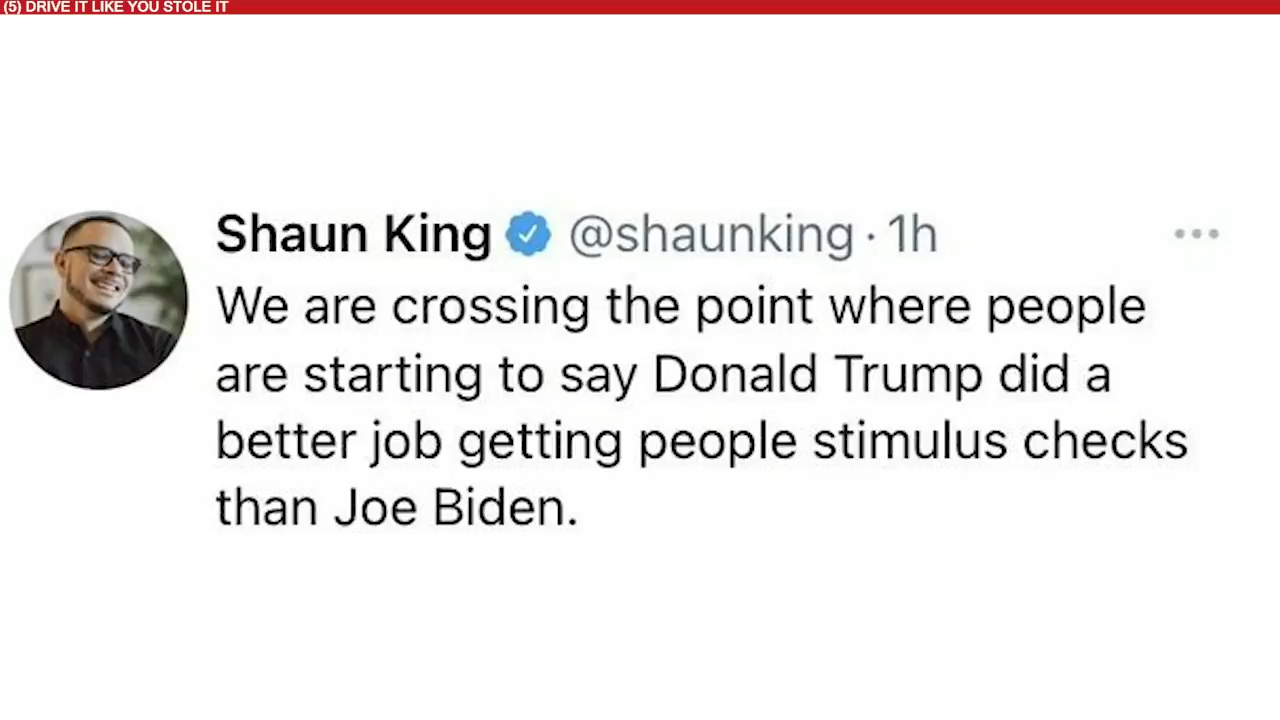 (5) DRIVE IT LIKE YOU STOLE IT
Shaun King @shaunking · 1h
We are crossing the point where people
are starting to say Donald Trump did a
better job getting people stimulus checks
than Joe Biden.